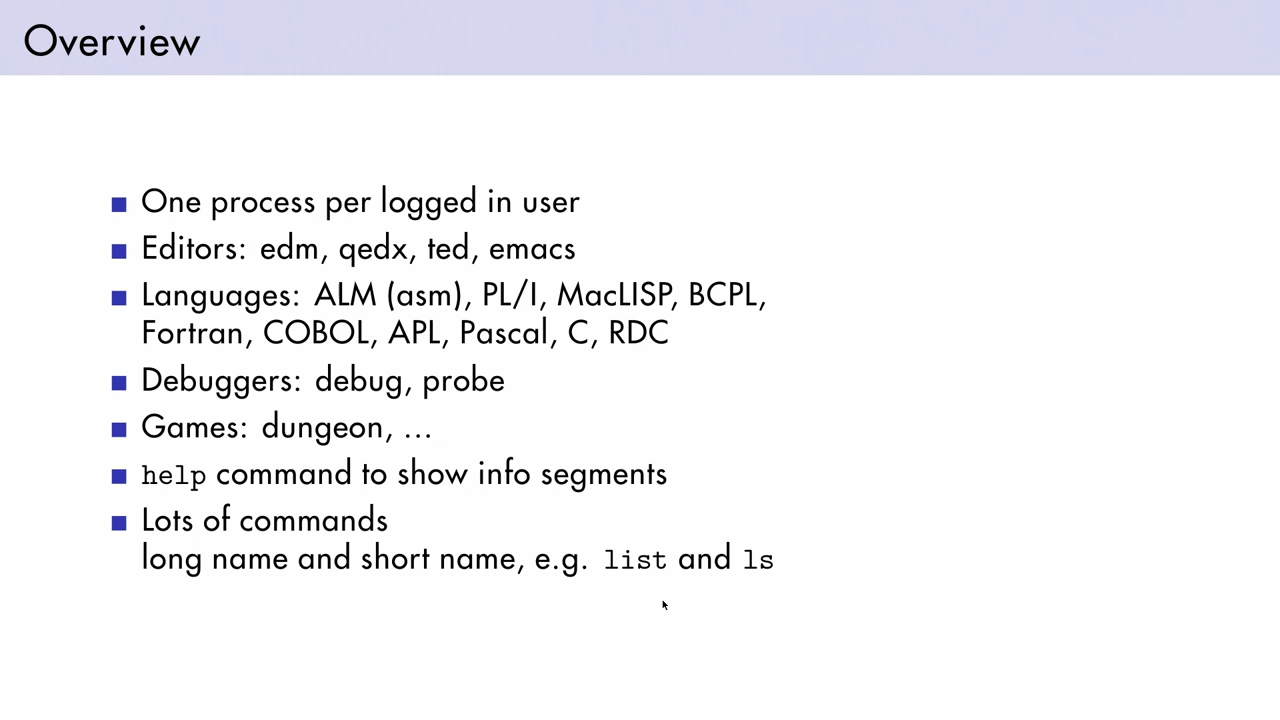 Overview
One process per logged in user
Editors: edm, qedx, ted, emacs
Languages: ALM (asm), PL/I, MacLISP, BCPL,
Fortran, COBOL, APL, Pascal, C, RDC
Debuggers: debug, probe
Games: dungeon, ...
help command to show info segments
Lots of commands
long name and short name, e.g. list and ls